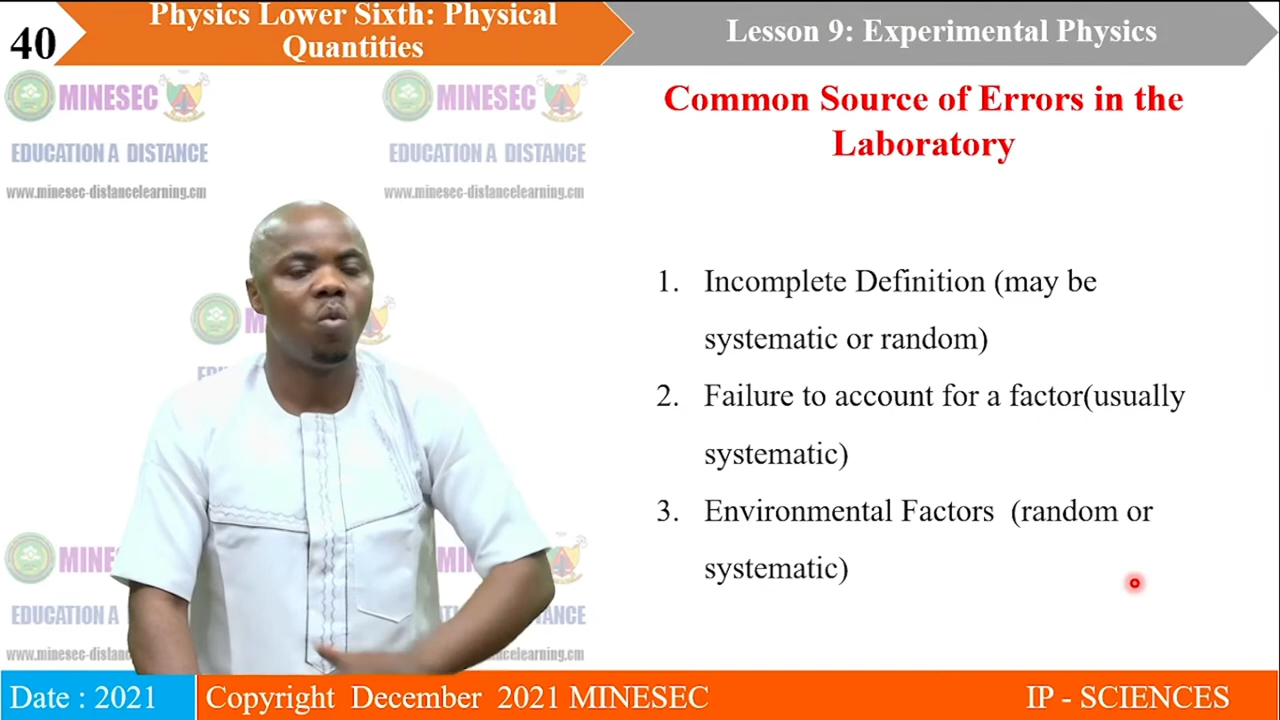 40
Physics Lower Sixth: Physical
Quantities
Lesson 9: Experimental Physics
MINESEC
EDUCATION A DISTANCE
www.minesec-distancelearning.cm
MINESEC
EDUCATION A DISTANCE
www.minesec-distancelearning.cm
Common Source of Errors in the
Laboratory
1. Incomplete Definition (may be
systematic or random)
2. Failure to account for a factor(usually
systematic)
3. Environmental Factors (random or
systematic)
Date : 2021
Copyright December 2021 MINESEC
IP - SCIENCES